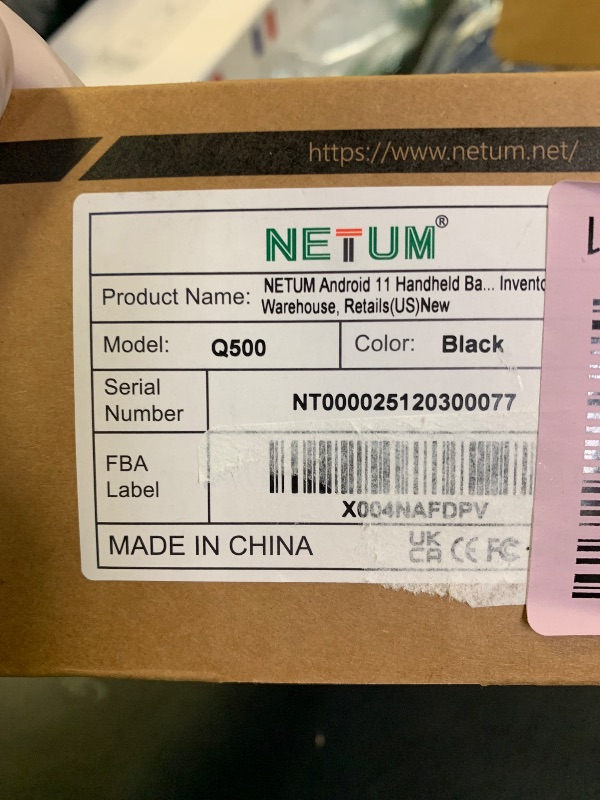 https://www.netum.net/
NETUM®
Product Name: NETUM Android 11 Handheld Ba... Invento
Warehouse, Retails(US)New
Model: Q500 Color: Black
Serial
Number NT000025120300077
FBA
Label X004NAFDPV
MADE IN CHINA UK
CA CE FC